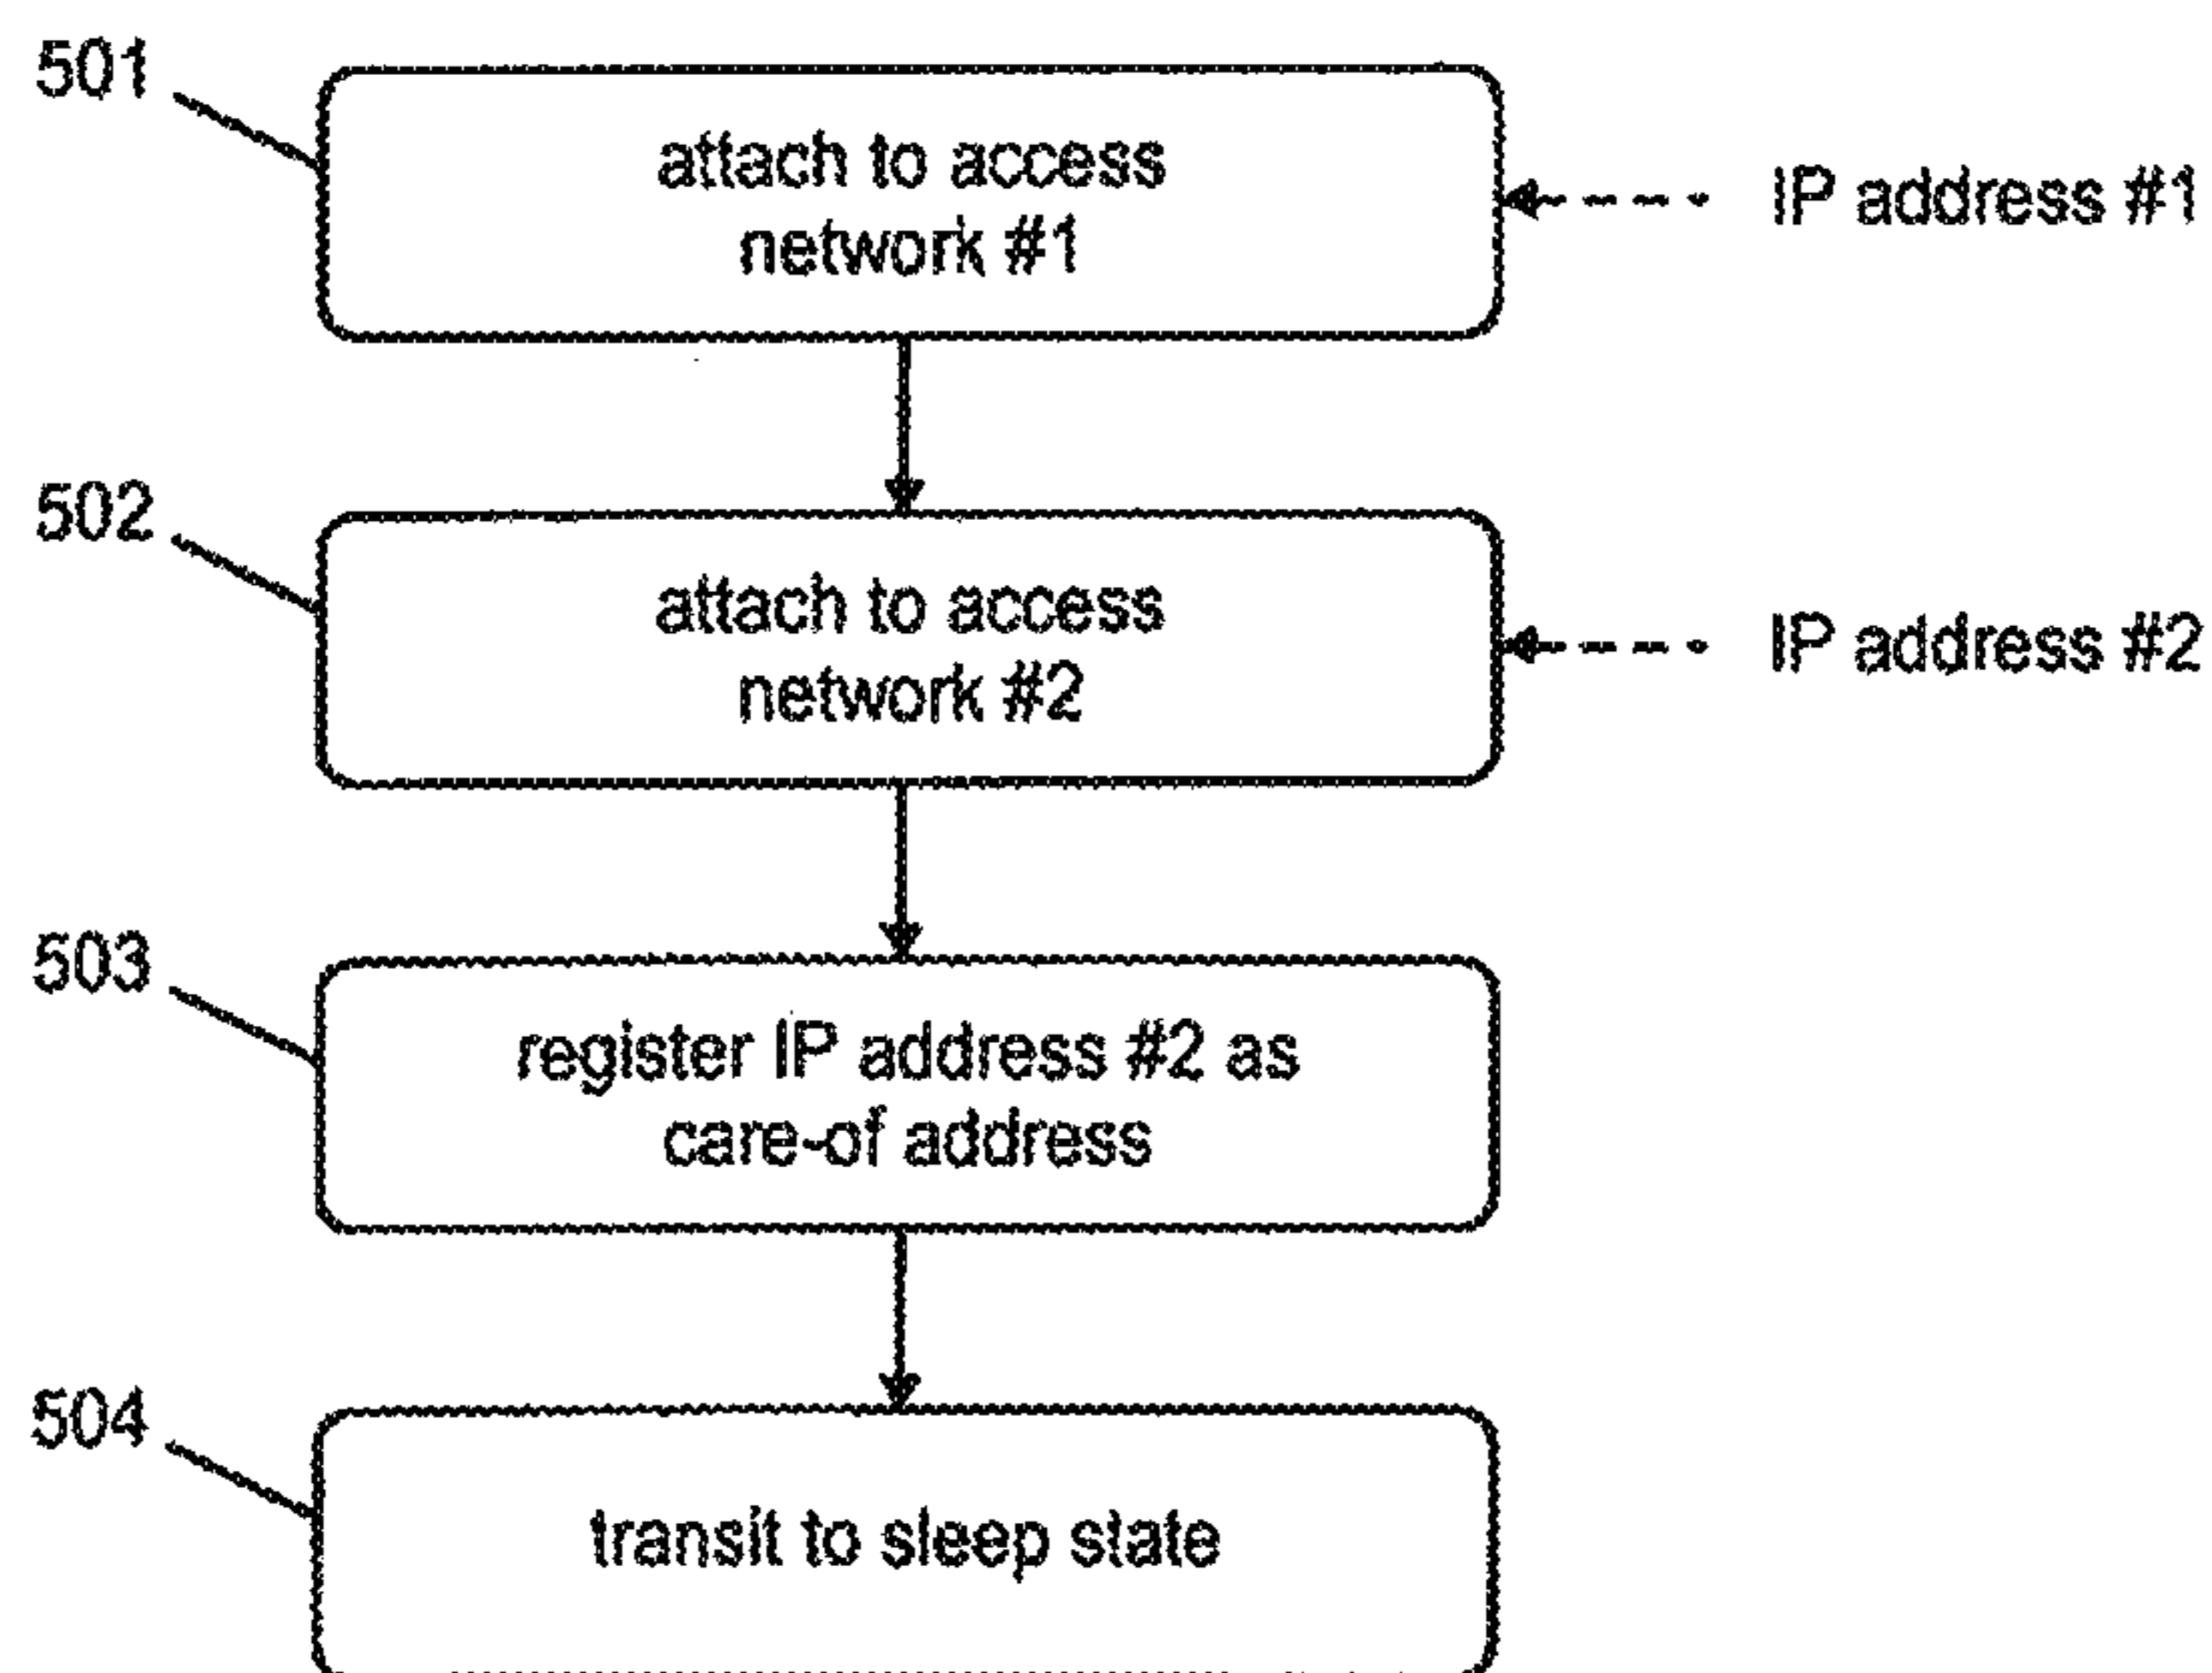 501
attach to access
network #1
IP address #1
502
attach to access
network #2
IP address #2
503
register IP address #2 as
care-of address
504
transit to sleep state